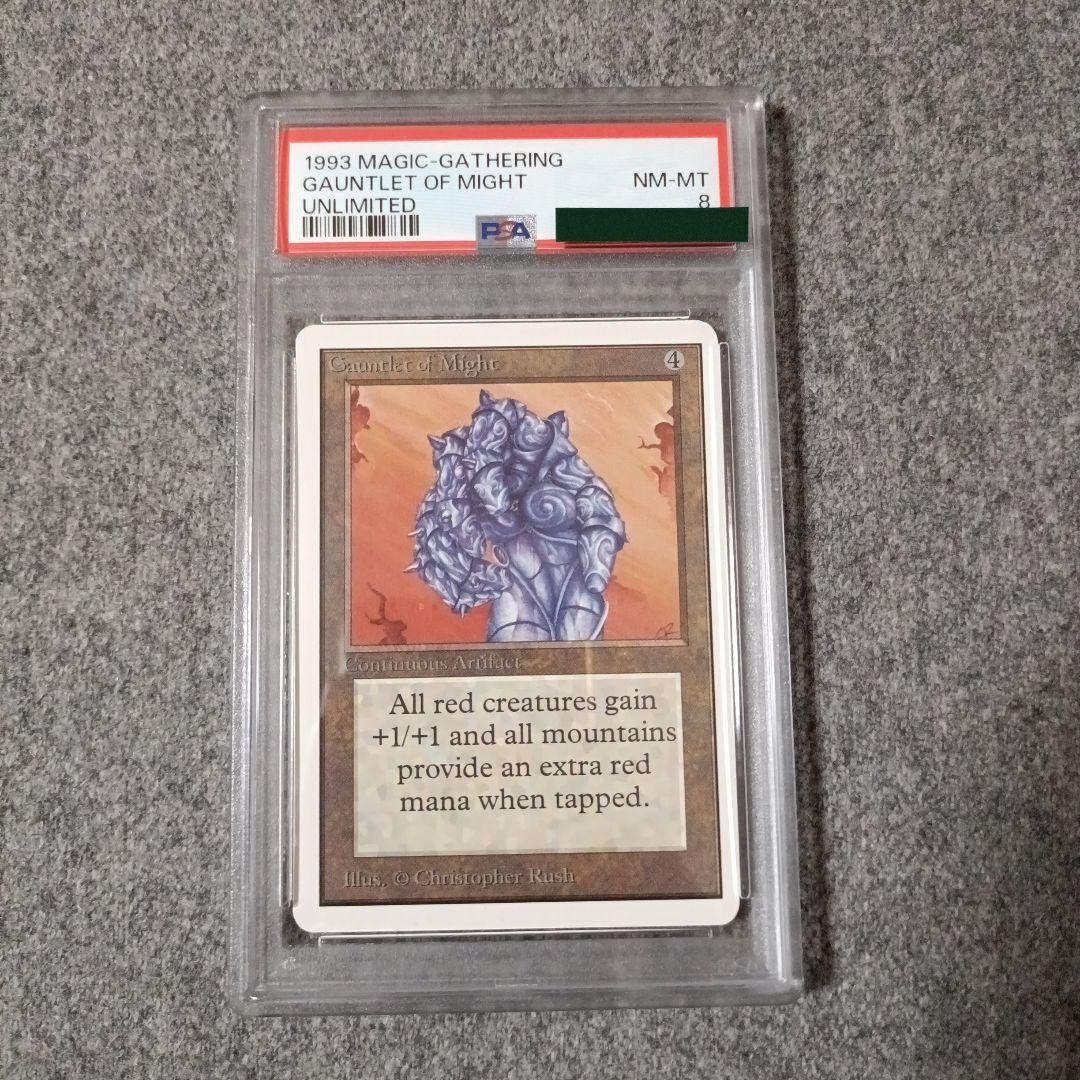 1993 MAGIC-GATHERING
GAUNTLET OF MIGHT NM-MT
UNLIMITED 8
PSA
Gauntlet of Might 4
CR
Continuous Artifact
All red creatures gain
+1/+1 and all mountains
provide an extra red
mana when tapped.
Illus. © Christopher Rush